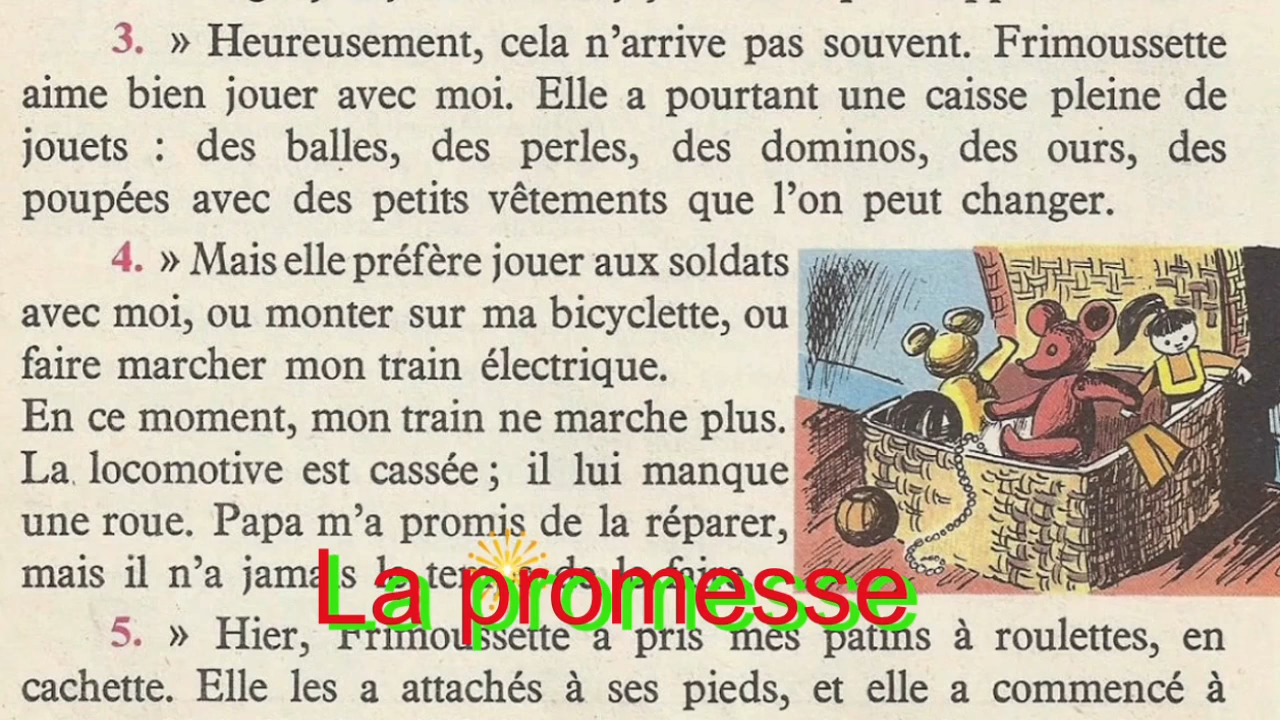 3. » Heureusement, cela n’arrive pas souvent. Frimoussette
aime bien jouer avec moi. Elle a pourtant une caisse pleine de
jouets : des balles, des perles, des dominos, des ours, des
poupées avec des petits vêtements que l’on peut changer.
4. » Mais elle préfère jouer aux soldats
avec moi, ou monter sur ma bicyclette, ou
faire marcher mon train électrique.
En ce moment, mon train ne marche plus.
La locomotive est cassée ; il lui manque
une roue. Papa m’a promis de la réparer,
mais il n’a jamais le temps de le faire.
La promesse
5. » Hier, Frimoussette a pris mes patins à roulettes, en
cachette. Elle les a attachés à ses pieds, et elle a commencé à